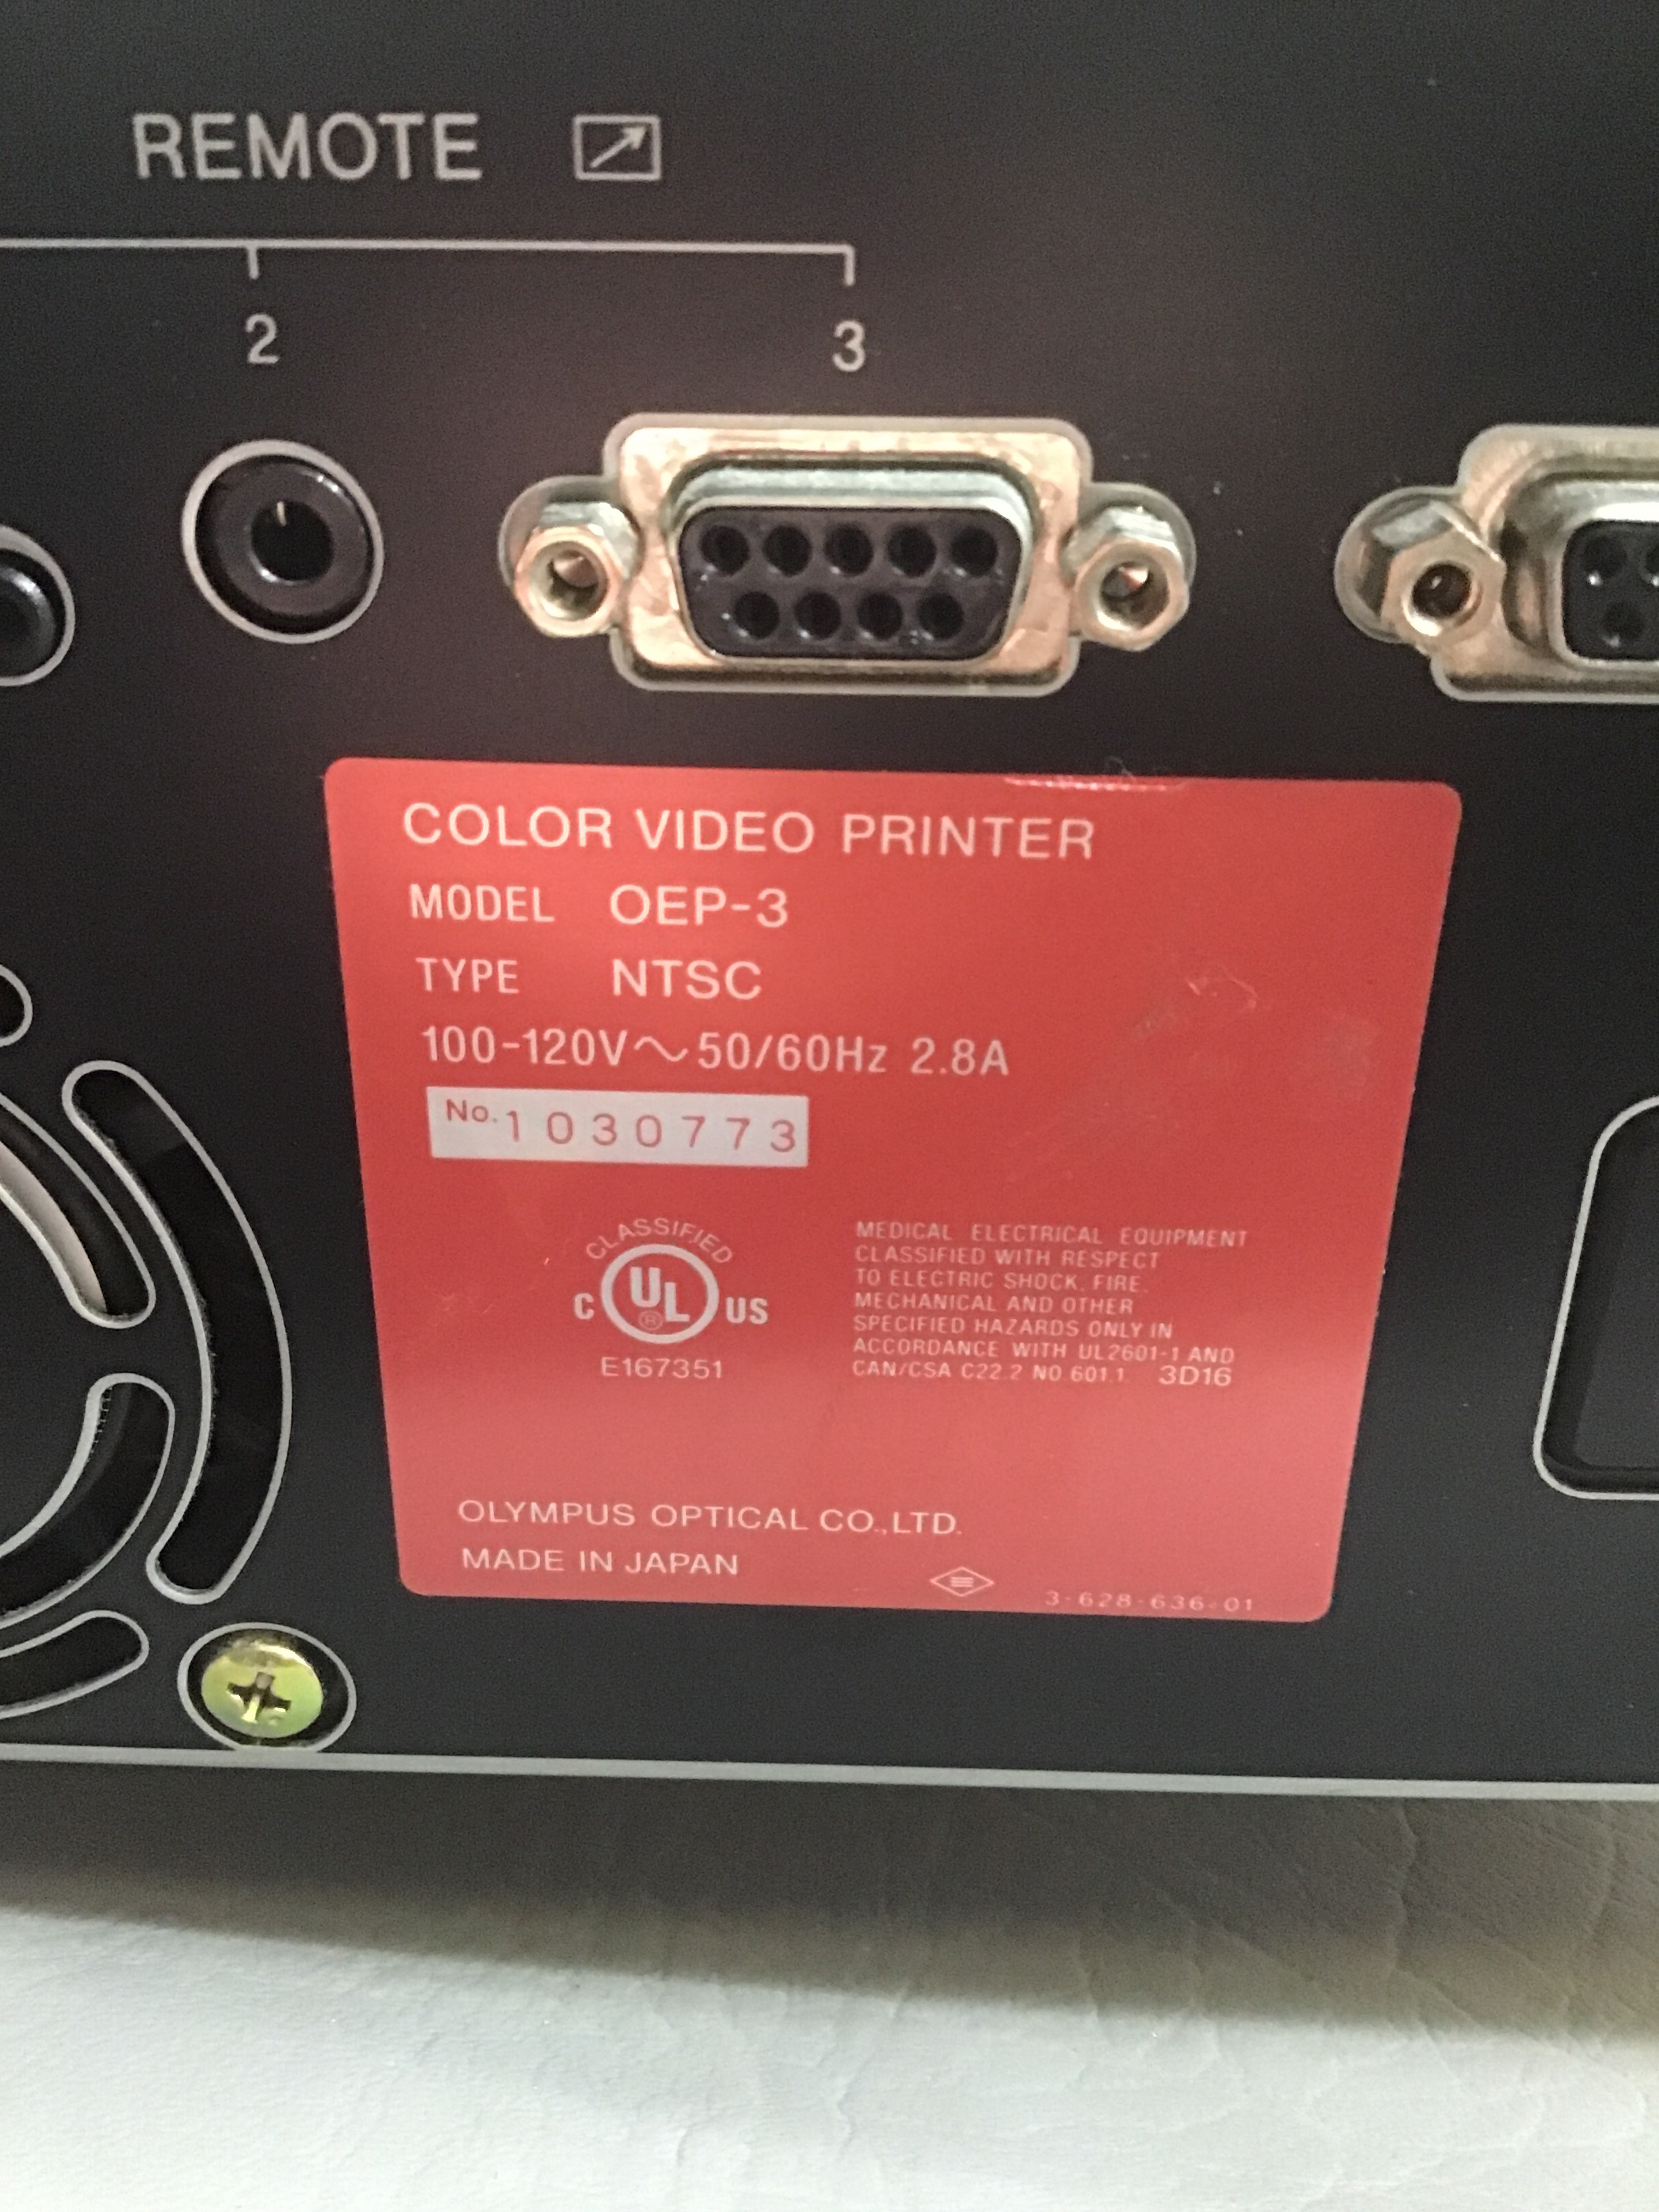 REMOTE
2
3
COLOR VIDEO PRINTER
MODEL OEP-3
TYPE NTSC
100-120V～50/60Hz 2.8A
No. 1030773
CLASSIFIED
C UL® US
E167351
MEDICAL ELECTRICAL EQUIPMENT
CLASSIFIED WITH RESPECT
TO ELECTRIC SHOCK, FIRE,
MECHANICAL AND OTHER
SPECIFIED HAZARDS ONLY IN
ACCORDANCE WITH UL2601-1 AND
CAN/CSA C22.2 NO.601.1 3D16
OLYMPUS OPTICAL CO.,LTD.
MADE IN JAPAN
3-628-636-01